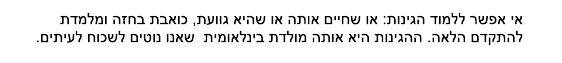 אי אפשר ללמוד הגינות: או שחיים אותה או שהיא גוועת, כואבת בחזה ומלמדת
להתקדם הלאה. ההגינות היא אותה מולדת בינלאומית שאנו נוטים לשכוח לעיתים.